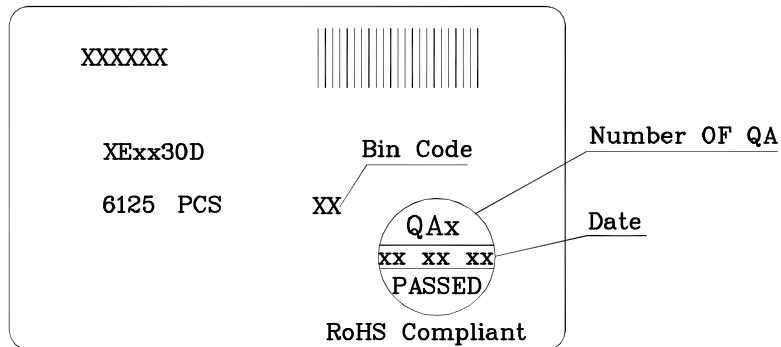 XXXXXX
XExx30D
Bin Code
Number OF QA
6125 PCS
XX
QAx
Date
xx xx xx
PASSED
RoHS Compliant